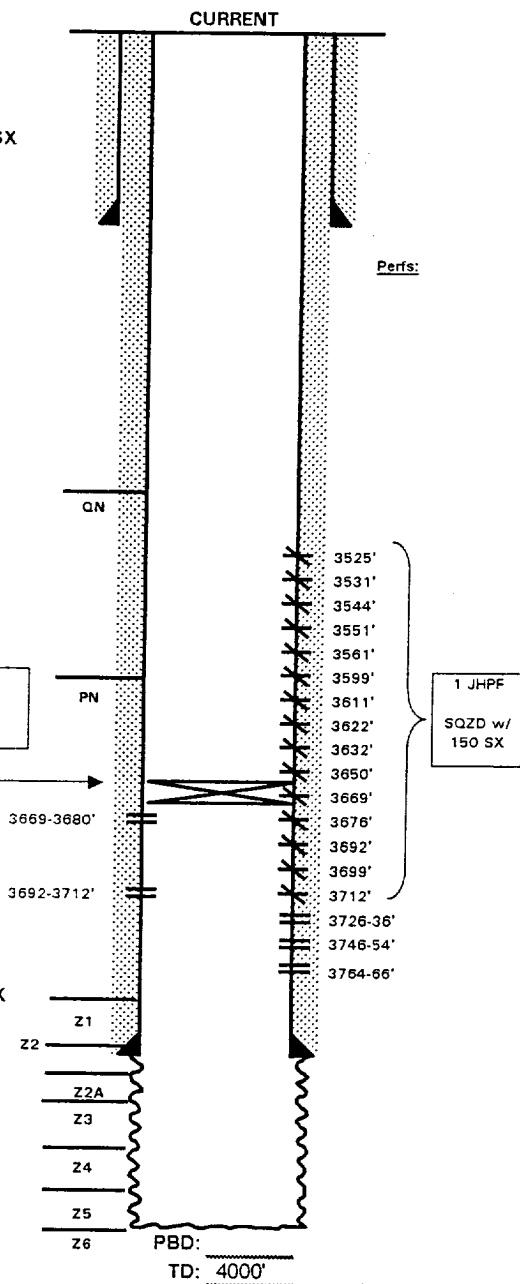 CURRENT
SX
Perfs:
QN
3525'
3531'
3544'
3551'
3561'
3599'
PN
3611'
1 JHPF
3622'
SQZD w/
3632'
150 SX
3650'
3669'
3669-3680'
3676'
3692'
3699'
3692-3712'
3712'
3726-36'
3746-54'
3764-66'
X
Z1
Z2
Z2A
Z3
Z4
Z5
Z6
PBD:
TD: 4000'